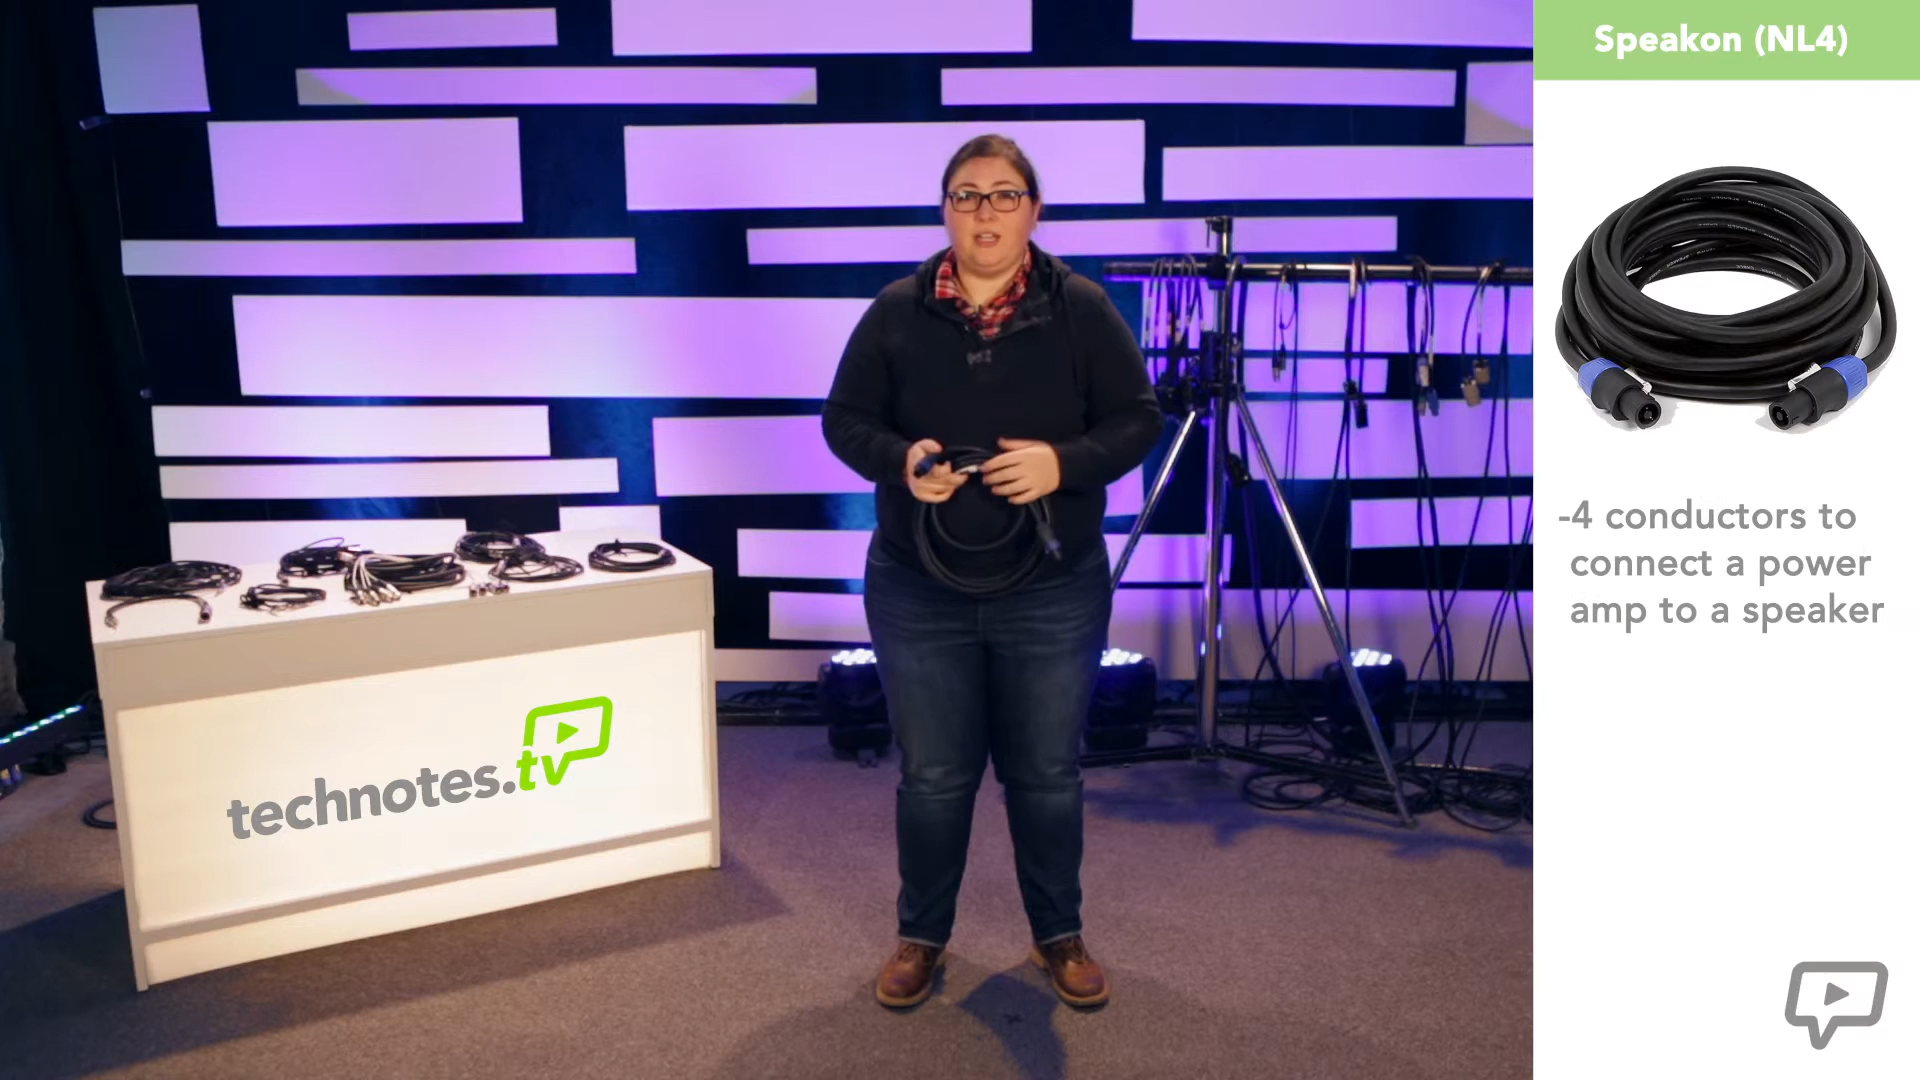 Speakon (NL4)
-4 conductors to
connect a power
amp to a speaker
technotes.tv